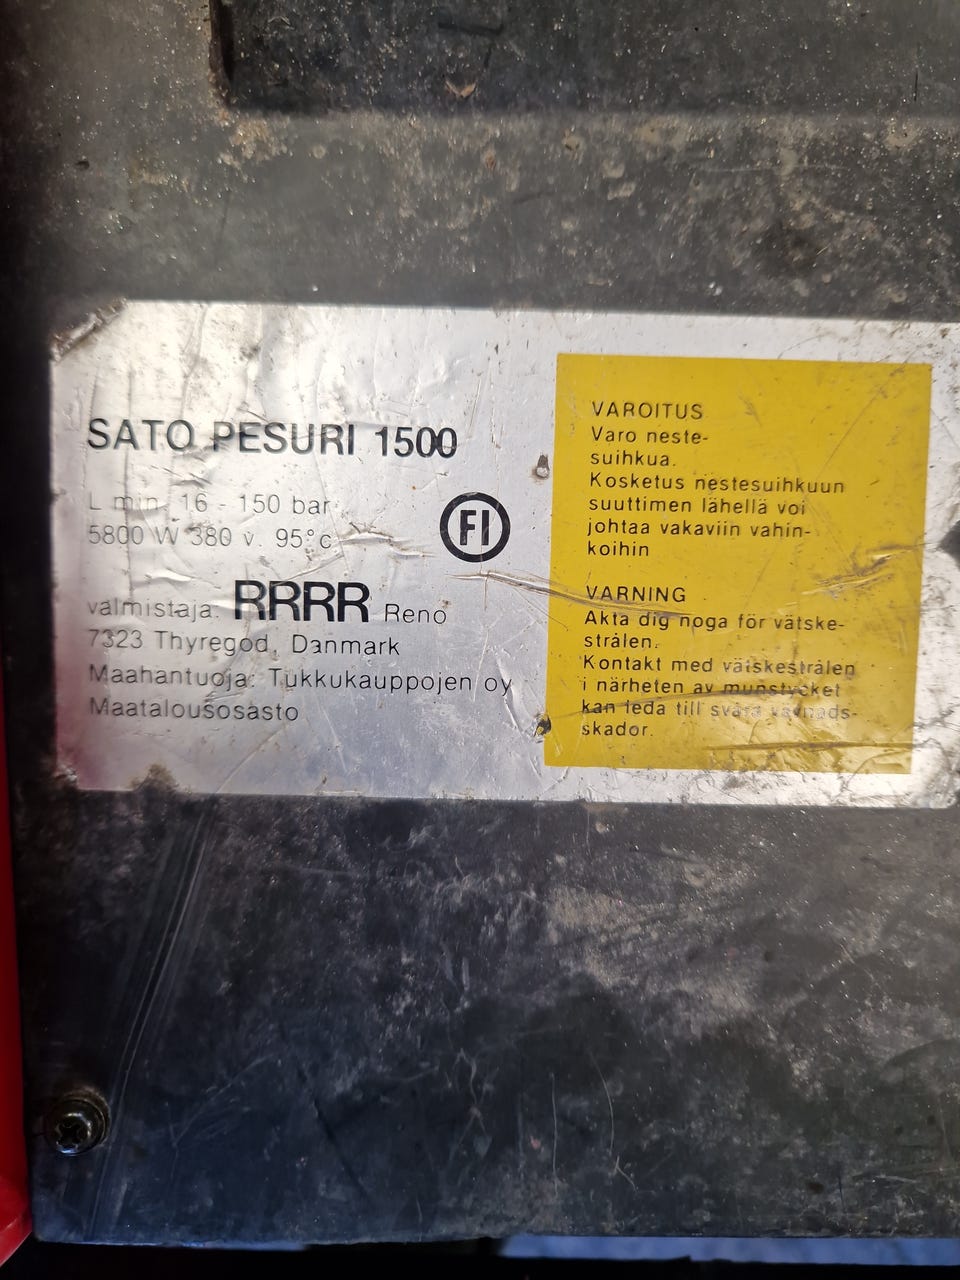 SATO PESURI 1500
L min. 16 - 150 bar
5800 W 380 v. 95°c
FI
valmistaja: RRRR Reno
7323 Thyregod, Danmark
Maahantuoja: Tukkukauppojen oy
Maatalousosasto
VAROITUS
Varo neste-
suihkua.
Kosketus nestesuihkuun
suuttimen lähellä voi
johtaa vakaviin vahin-
koihin
VARNING
Akta dig noga för vätske-
strålen.
Kontakt med vätskestrålen
i närheten av munstycket
kan leda till svåra vävnads-
skador.